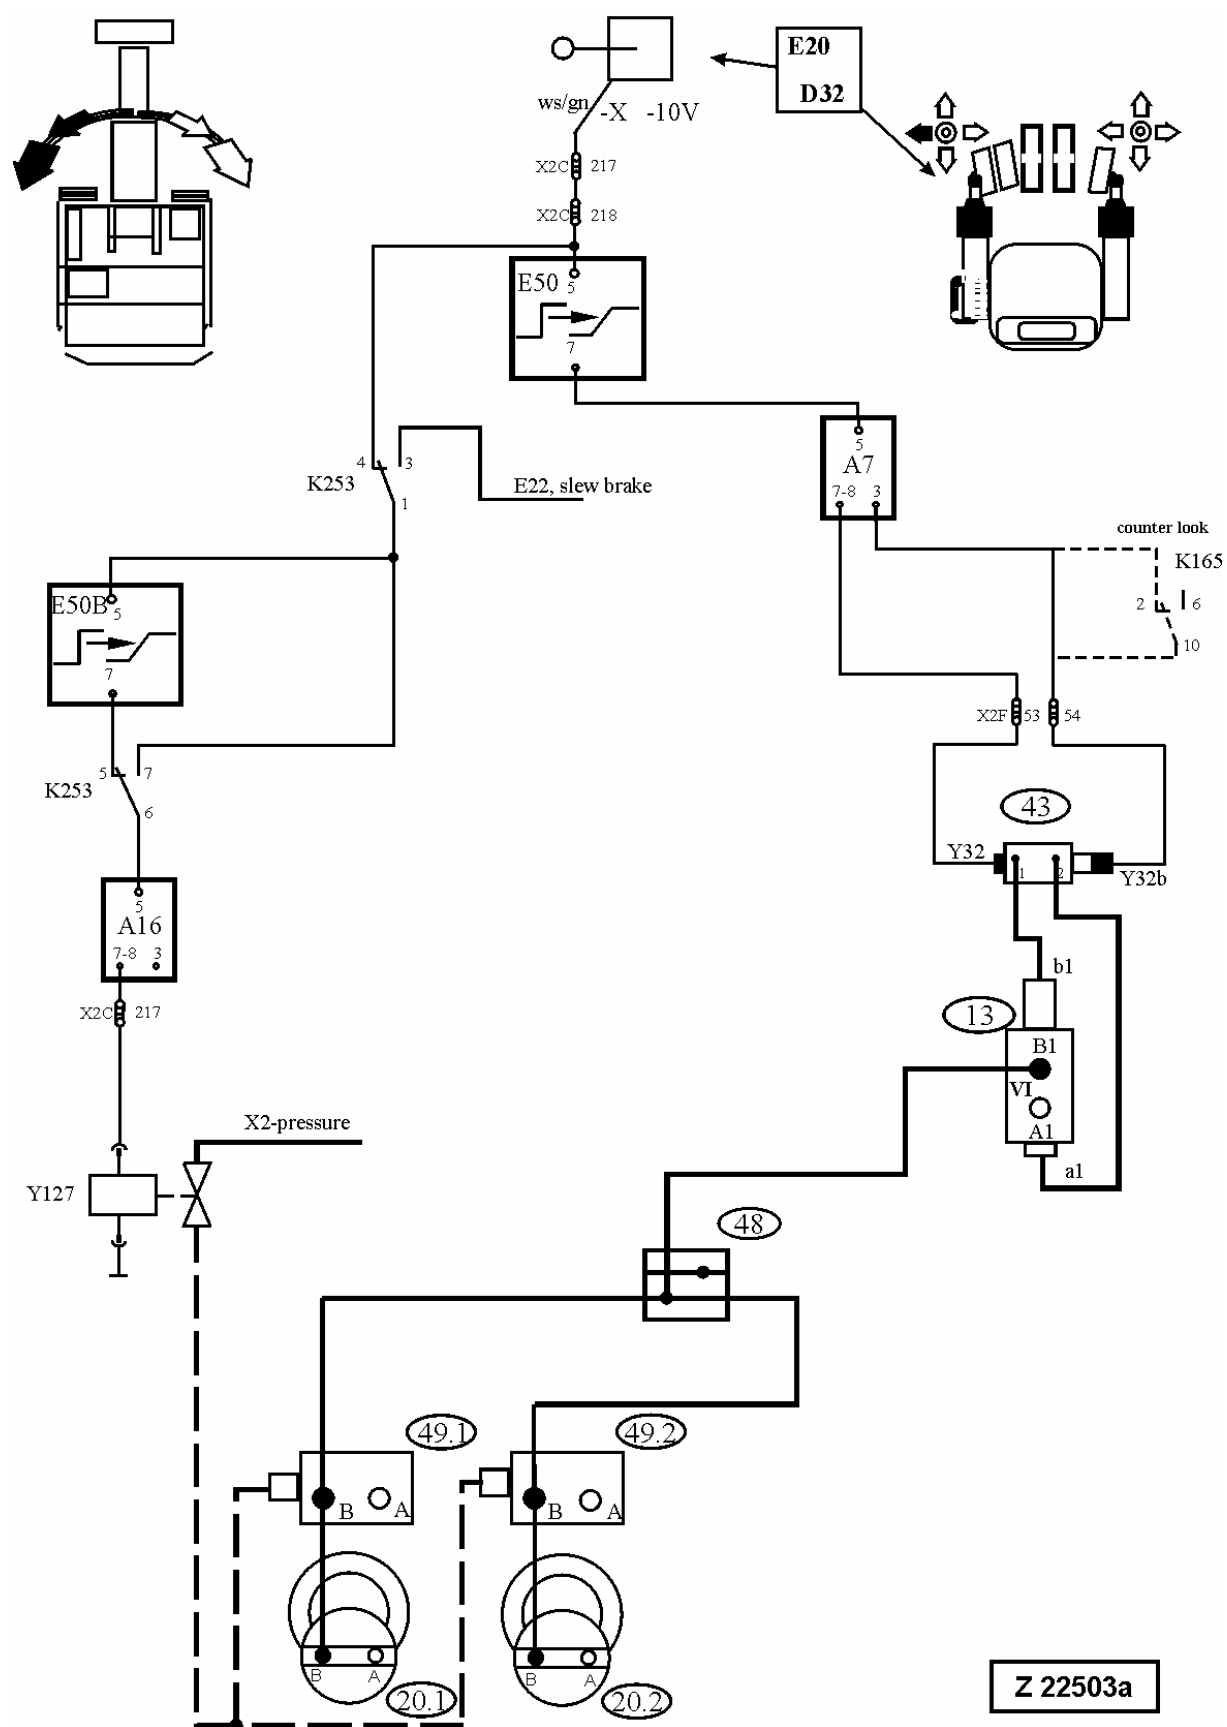 E20
D32
ws/gn
-X -10V
X2C 217
X2C 218
E50
5
7
4 3
K253
1
E22, slew brake
5
A7
7-8 3
counter look
K165
2 6
10
E50B
5
7
X2F 53 54
5 7
K253
6
43
Y32
1 2
Y32b
5
A16
7-8 3
X2C 217
b1
13
B1
VI
A1
a1
X2-pressure
Y127
48
49.1
49.2
B A
B A
B A
B A
20.1
20.2
Z 22503a